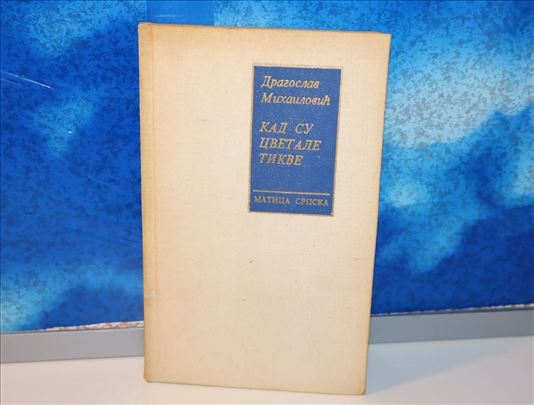 Драгослав
Михаиловић
КАД СУ
ЦВЕТАЛЕ
ТИКВЕ
МАТИЦА СРПСКА